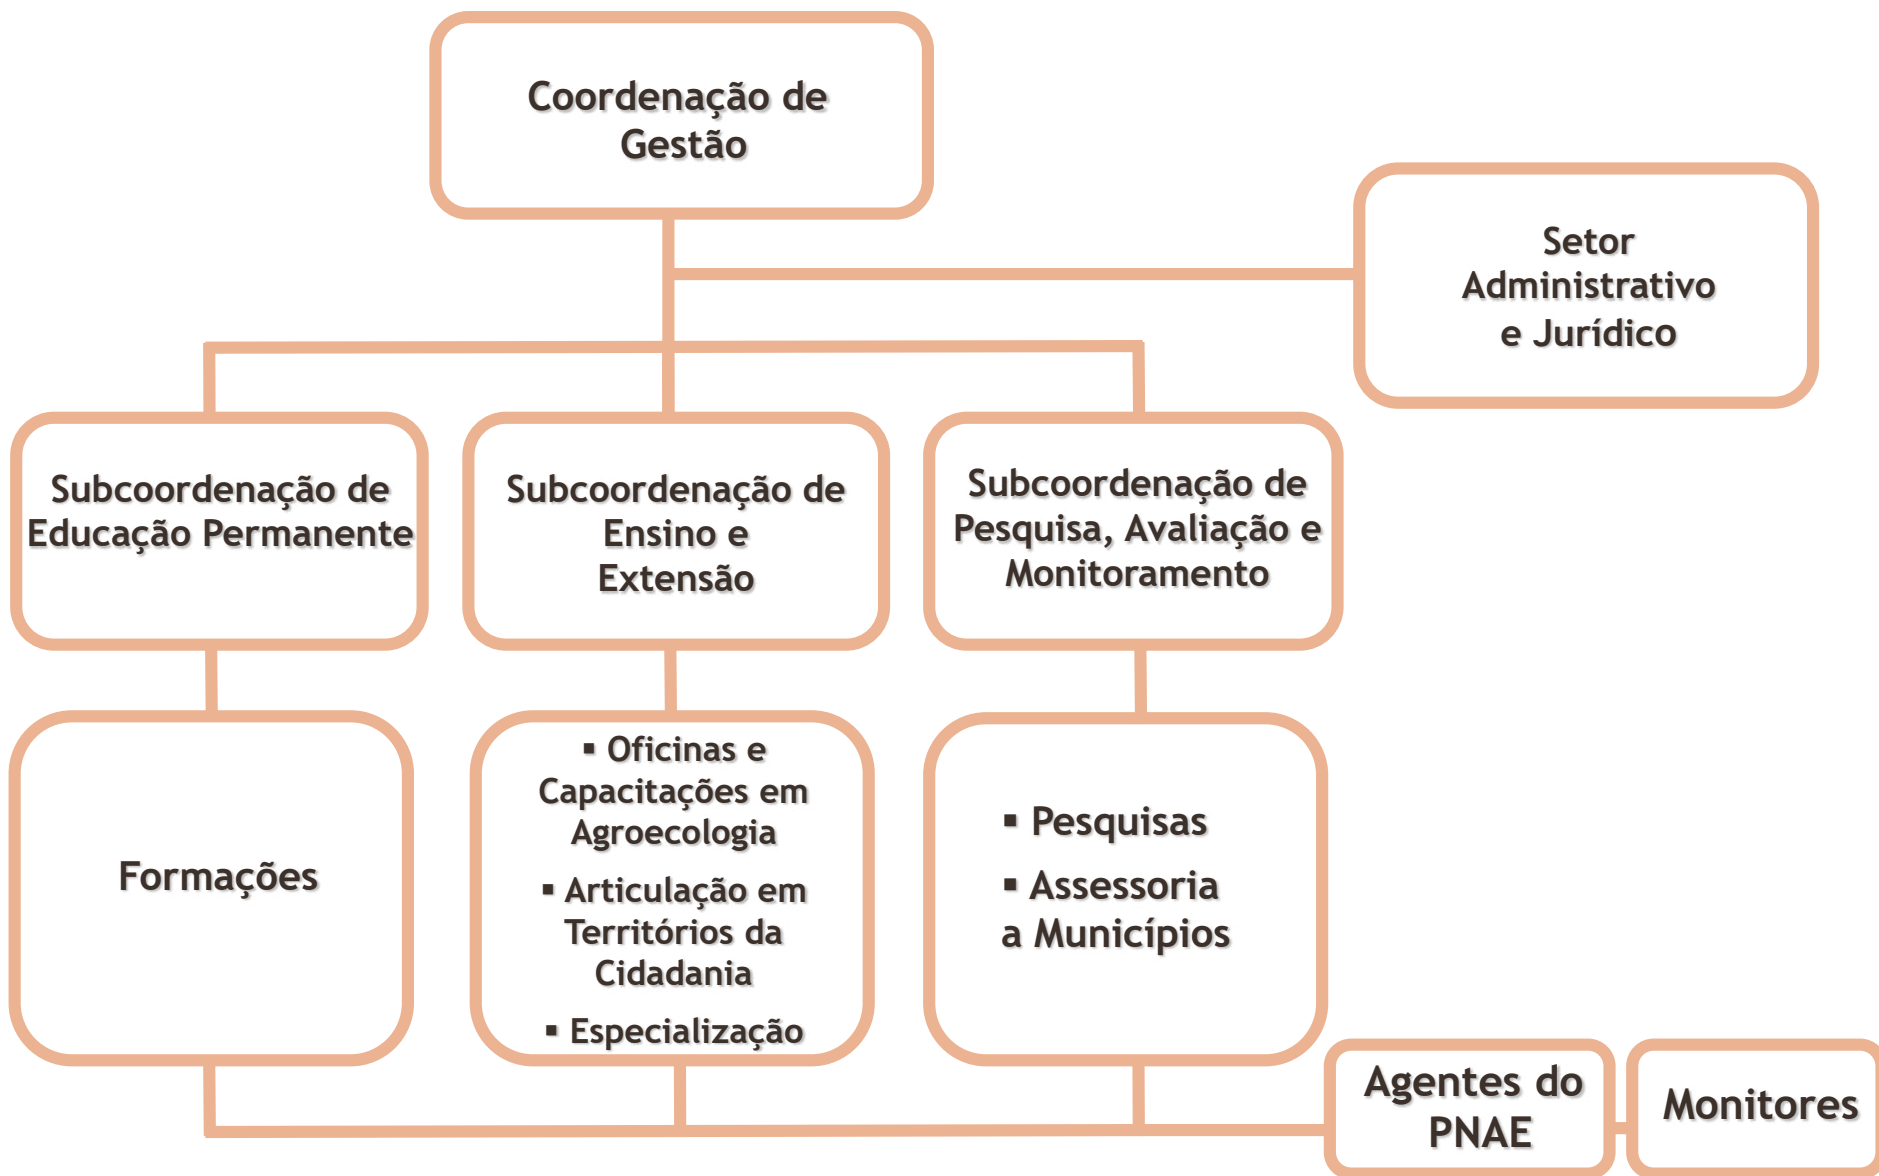 Coordenação de
Gestão
Setor
Administrativo
e Jurídico
Subcoordenação de
Educação Permanente
Subcoordenação de
Ensino e
Extensão
Subcoordenação de
Pesquisa, Avaliação e
Monitoramento
Formações
▪ Oficinas e
Capacitações em
Agroecologia
▪ Articulação em
Territórios da
Cidadania
▪ Especialização
▪ Pesquisas
▪ Assessoria
a Municípios
Agentes do
PNAE
Monitores